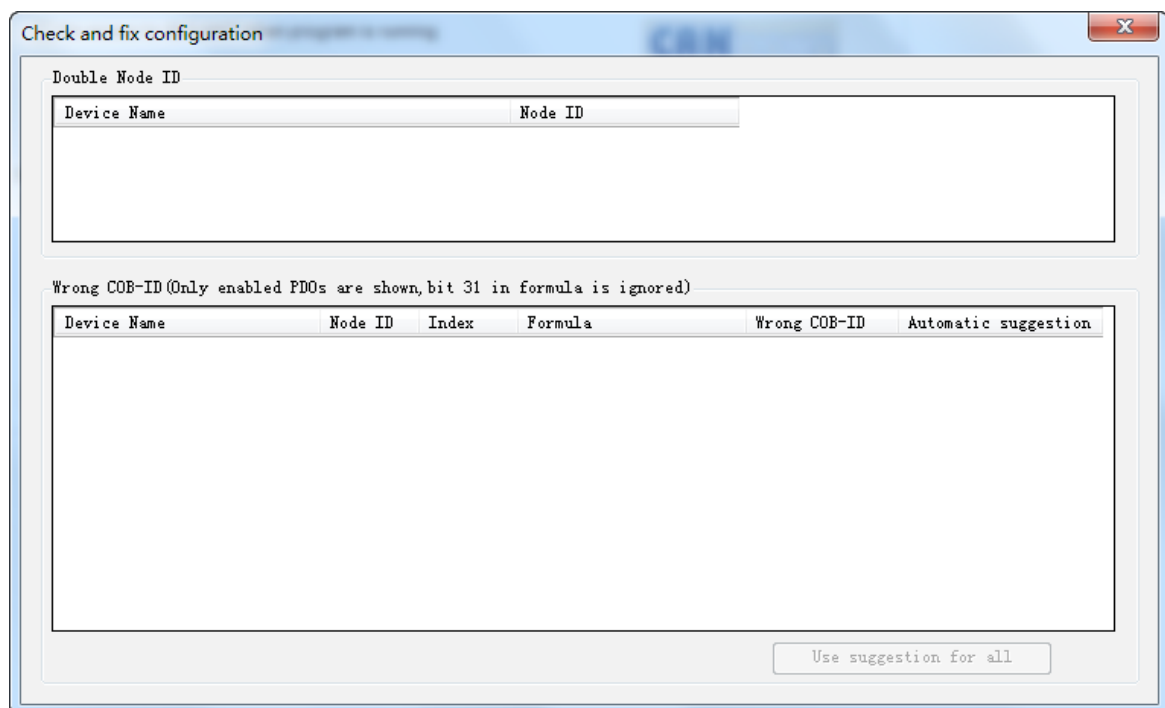 Check and fix configuration
CAN
Double Node ID
Device Name Node ID
Wrong COB-ID(Only enabled PDOs are shown, bit 31 in formula is ignored)
Device Name Node ID Index Formula Wrong COB-ID Automatic suggestion
Use suggestion for all